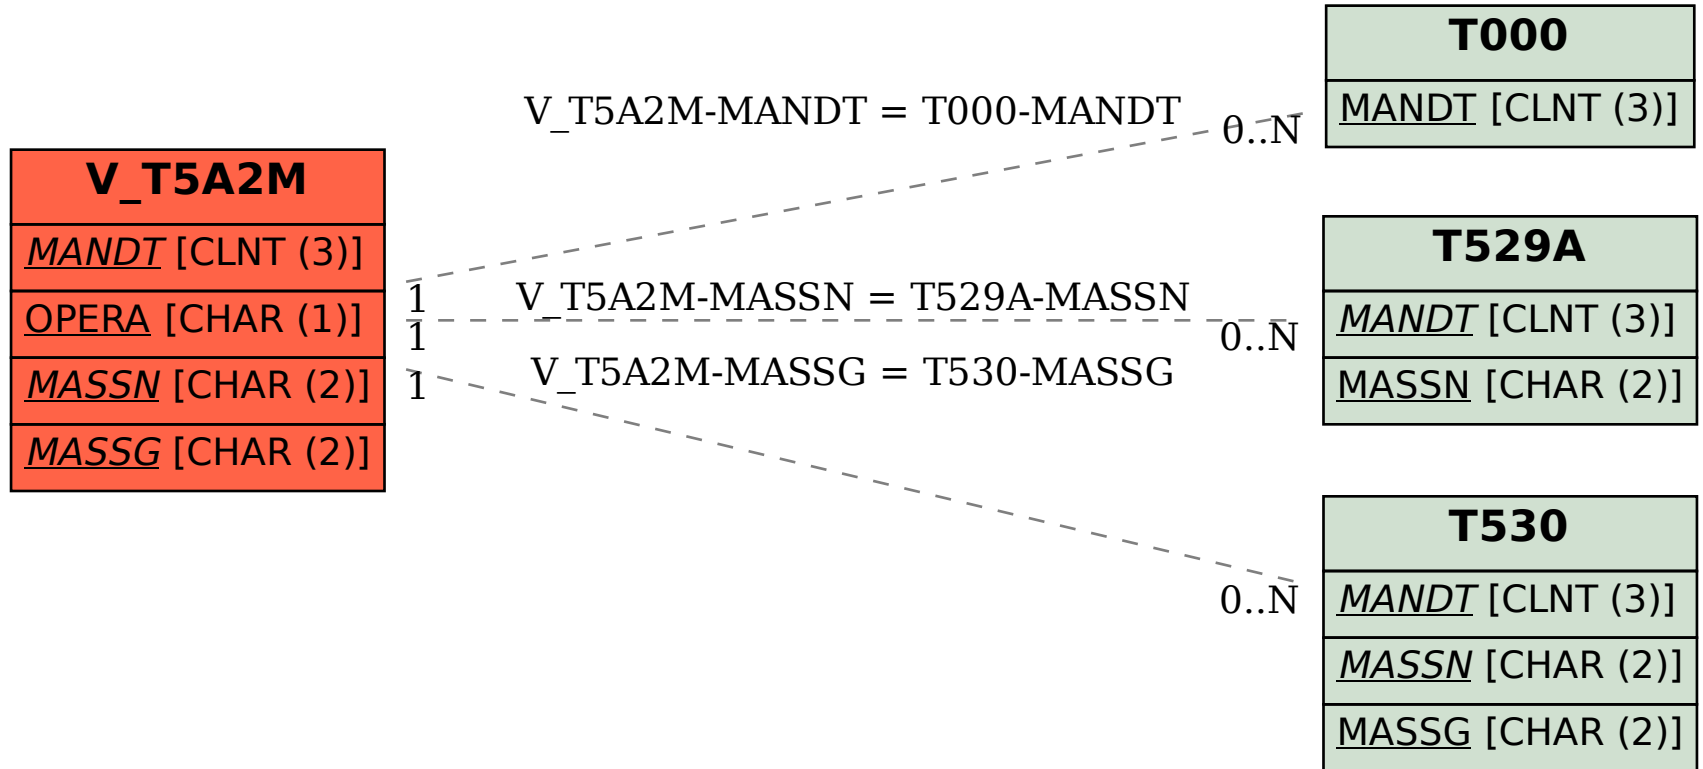 V_T5A2M
MANDT [CLNT (3)]
OPERA [CHAR (1)]
MASSN [CHAR (2)]
MASSG [CHAR (2)]
V_T5A2M-MANDT = T000-MANDT
0..N
1
V_T5A2M-MASSN = T529A-MASSN
1
0..N
V_T5A2M-MASSG = T530-MASSG
1
0..N
T000
MANDT [CLNT (3)]
T529A
MANDT [CLNT (3)]
MASSN [CHAR (2)]
T530
MANDT [CLNT (3)]
MASSN [CHAR (2)]
MASSG [CHAR (2)]